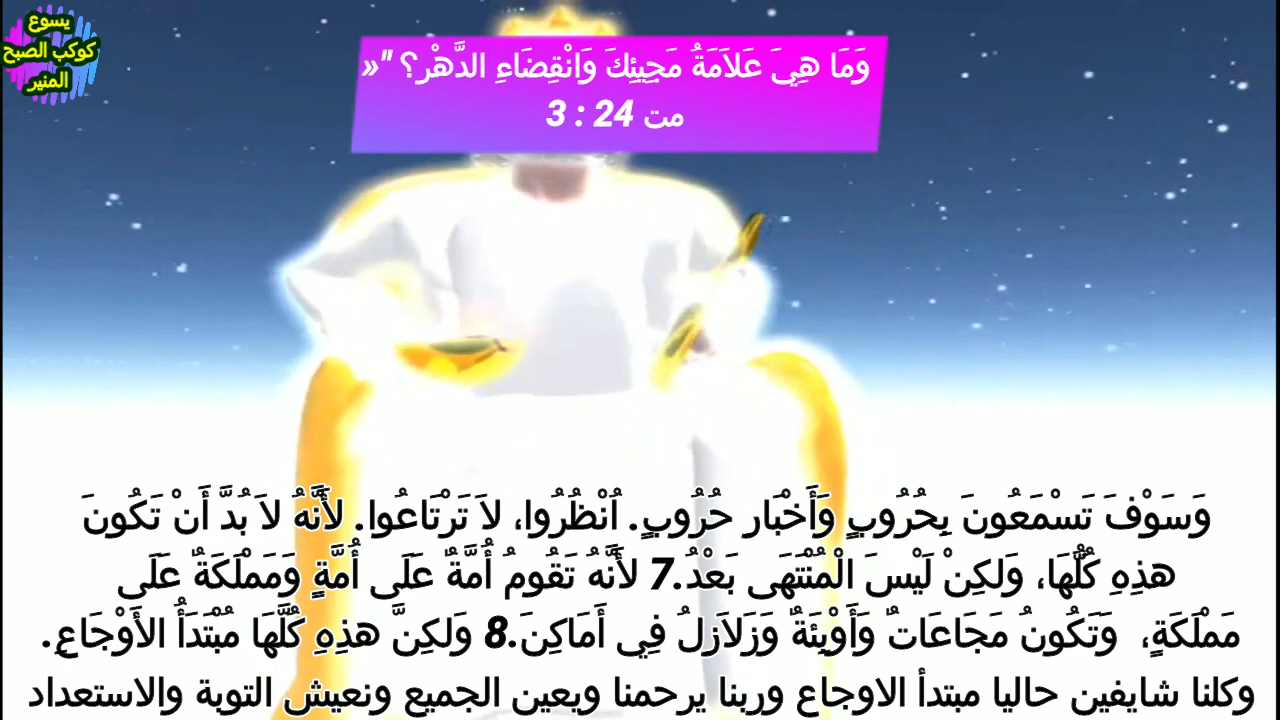 يسوع
كوكب الصبح
المنير
وَمَا هِيَ عَلاَمَةُ مَجِيئِكَ وَانْقِضَاءِ الدَّهْر؟ "»
مت 24 : 3
وَسَوْفَ تَسْمَعُونَ بِحُرُوبٍ وَأَخْبَار حُرُوبٍ. اُنْظُرُوا، لاَ تَرْتَاعُوا. لأَنَّهُ لاَ بُدَّ أَنْ تَكُونَ
هذِهِ كُلُّهَا، وَلكِنْ لَيْسَ الْمُنْتَهَى بَعْدُ.7 لأَنَّهُ تَقُومُ أُمَّةٌ عَلَى أُمَّةٍ وَمَمْلَكَةٌ عَلَى
مَمْلَكَةٍ، وَتَكُونُ مَجَاعَاتٌ وَأَوْبِئَةٌ وَزَلاَزلُ فِي أَمَاكِنَ.8 وَلكِنَّ هذِهِ كُلَّهَا مُبْتَدَأُ الأَوْجَاعِ.
وكلنا شايفين حاليا مبتدأ الاوجاع وربنا يرحمنا ويعين الجميع ونعيش التوبة والاستعداد